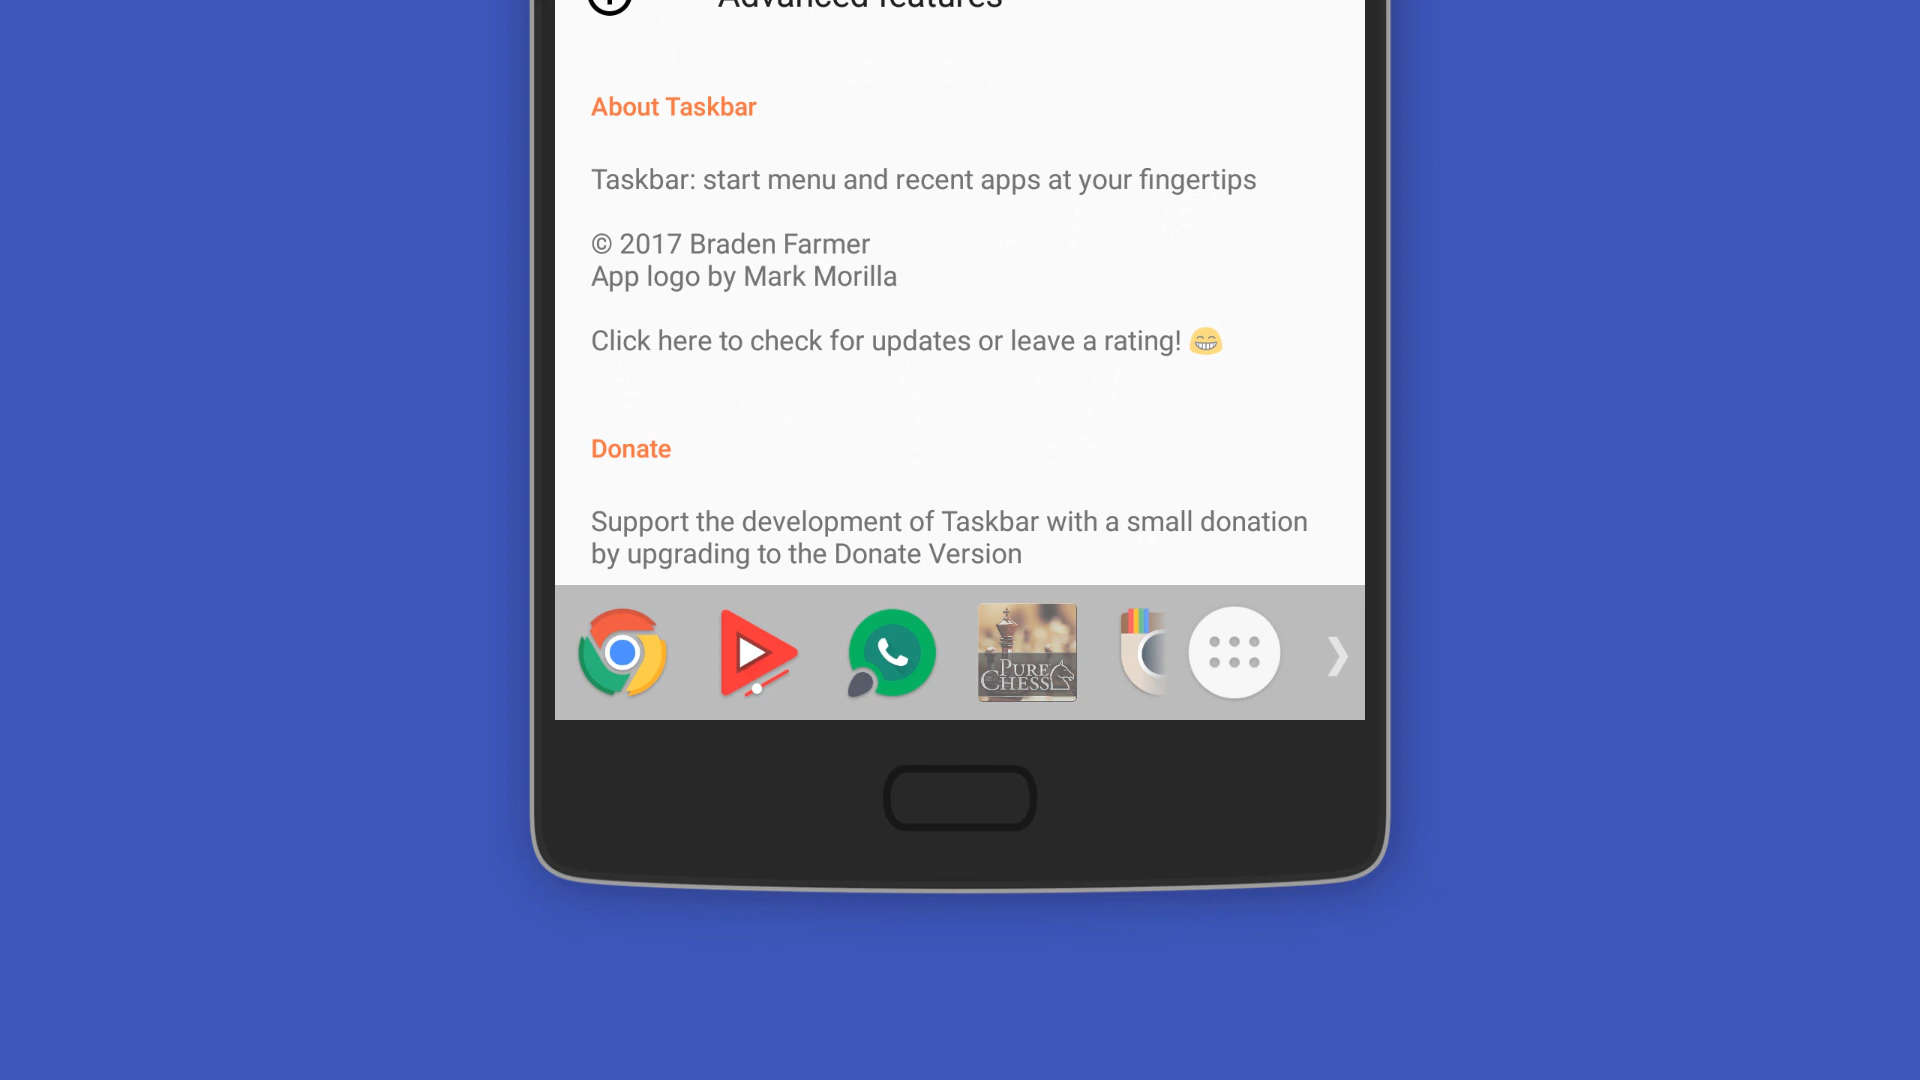 Advanced features
About Taskbar
Taskbar: start menu and recent apps at your fingertips
© 2017 Braden Farmer
App logo by Mark Morilla
Click here to check for updates or leave a rating! 😁
Donate
Support the development of Taskbar with a small donation
by upgrading to the Donate Version
PURE
CHESS